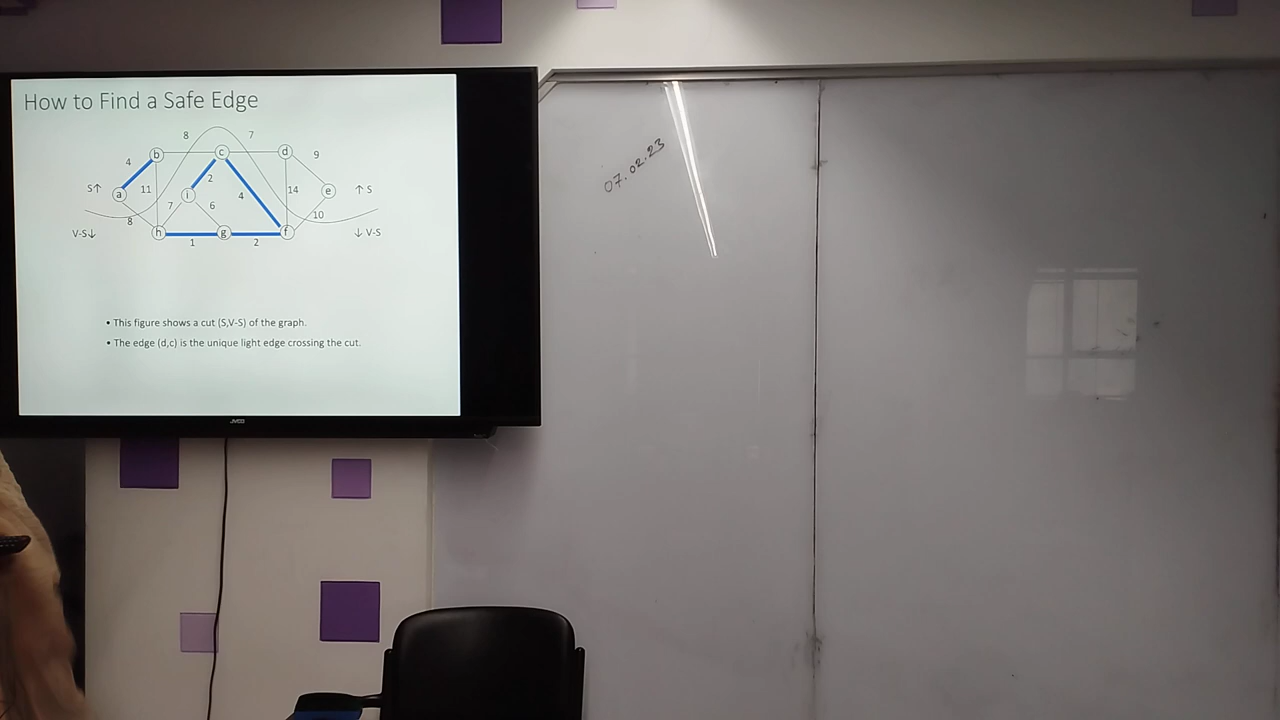 How to Find a Safe Edge
8 7
b c d
4 9
2
S↑ a 11 i 4 14 e ↑ S
7 6
8 10
V-S↓ h g f ↓ V-S
1 2
• This figure shows a cut (S,V-S) of the graph.
• The edge (d,c) is the unique light edge crossing the cut.
JVCO
07.02.23